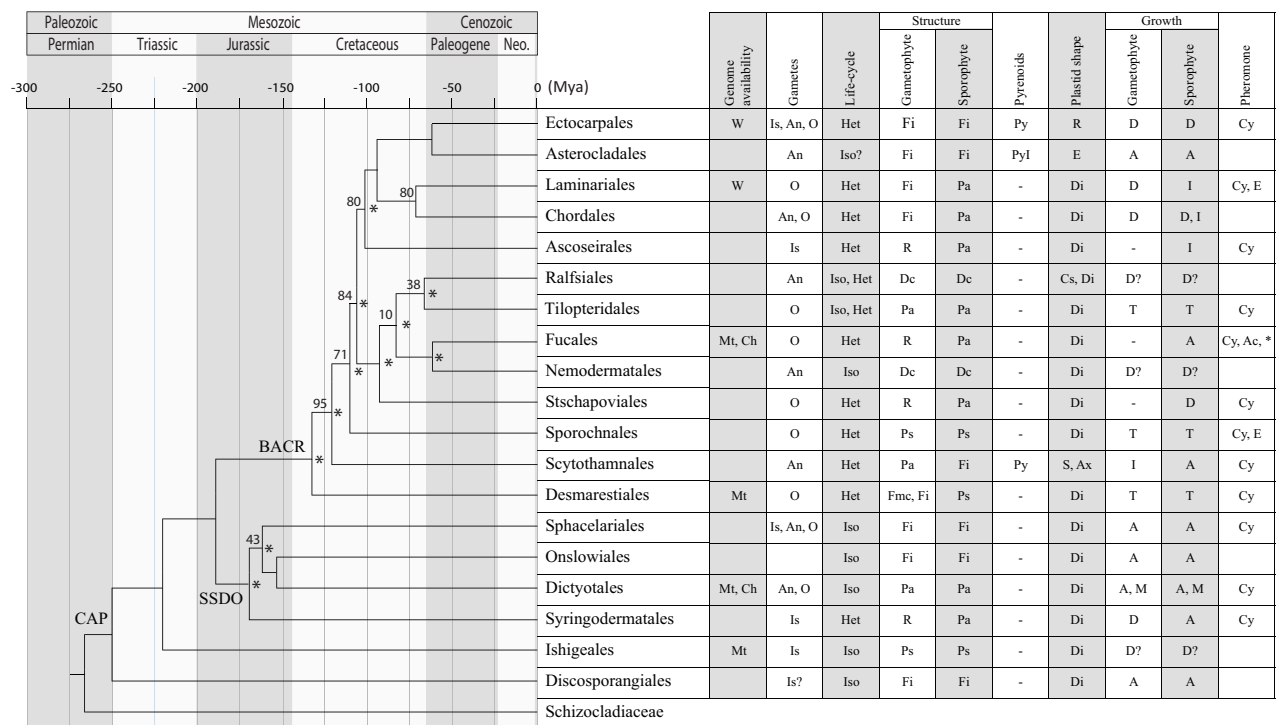 Paleozoic Mesozoic Cenozoic
Permian Triassic Jurassic Cretaceous Paleogene Neo.
-300 -250 -200 -150 -100 -50 0 (Mya)
Structure Growth
Genome availability Gametes Life-cycle Gametophyte Sporophyte Pyrenoids Plastid shape Gametophyte Sporophyte Pheromone
Ectocarpales W Is, An, O Het Fi Fi Py R D D Cy
Asterocladales An Iso? Fi Fi PyI E A A
80 Laminariales W O Het Fi Pa - Di D I Cy, E
80 * Chordales An, O Het Fi Pa - Di D D, I
Ascoseirales Is Het R Pa - Di - I Cy
38 Ralfsiales An Iso, Het Dc Dc - Cs, Di D? D?
84 * * Tilopteridales O Iso, Het Pa Pa - Di T T Cy
10 * Fucales Mt, Ch O Het R Pa - Di - A Cy, Ac, *
71 * * * Nemodermatales An Iso Dc Dc - Di D? D?
95 * Stschapoviales O Het R Pa - Di - D Cy
Sporochnales O Het Ps Ps - Di T T Cy, E
BACR * Scytothamnales An Het Pa Fi Py S, Ax I A Cy
Desmarestiales Mt O Het Fmc, Fi Ps - Di T T Cy
Sphacelariales Is, An, O Iso Fi Fi - Di A A Cy
43 * Onslowiales Iso Fi Fi - Di A A
SSDO * Dictyotales Mt, Ch An, O Iso Pa Pa - Di A, M A, M Cy
CAP Syringodermatales Is Het R Pa - Di D A Cy
Ishigeales Mt Is Iso Ps Ps - Di D? D?
Discosporangiales Is? Iso Fi Fi - Di A A
Schizocladiaceae